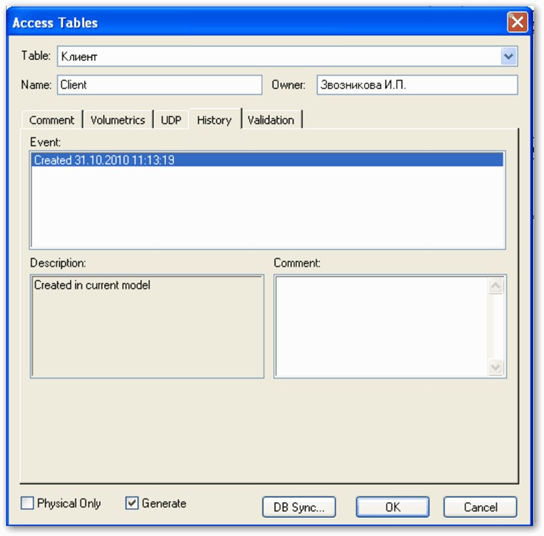 Access Tables
Table: Клиент
Name: Client Owner: Звозникова И.П.
Comment Volumetrics UDP History Validation
Event:
Created 31.10.2010 11:13:19
Description: Comment:
Created in current model
Physical Only Generate DB Sync... OK Cancel